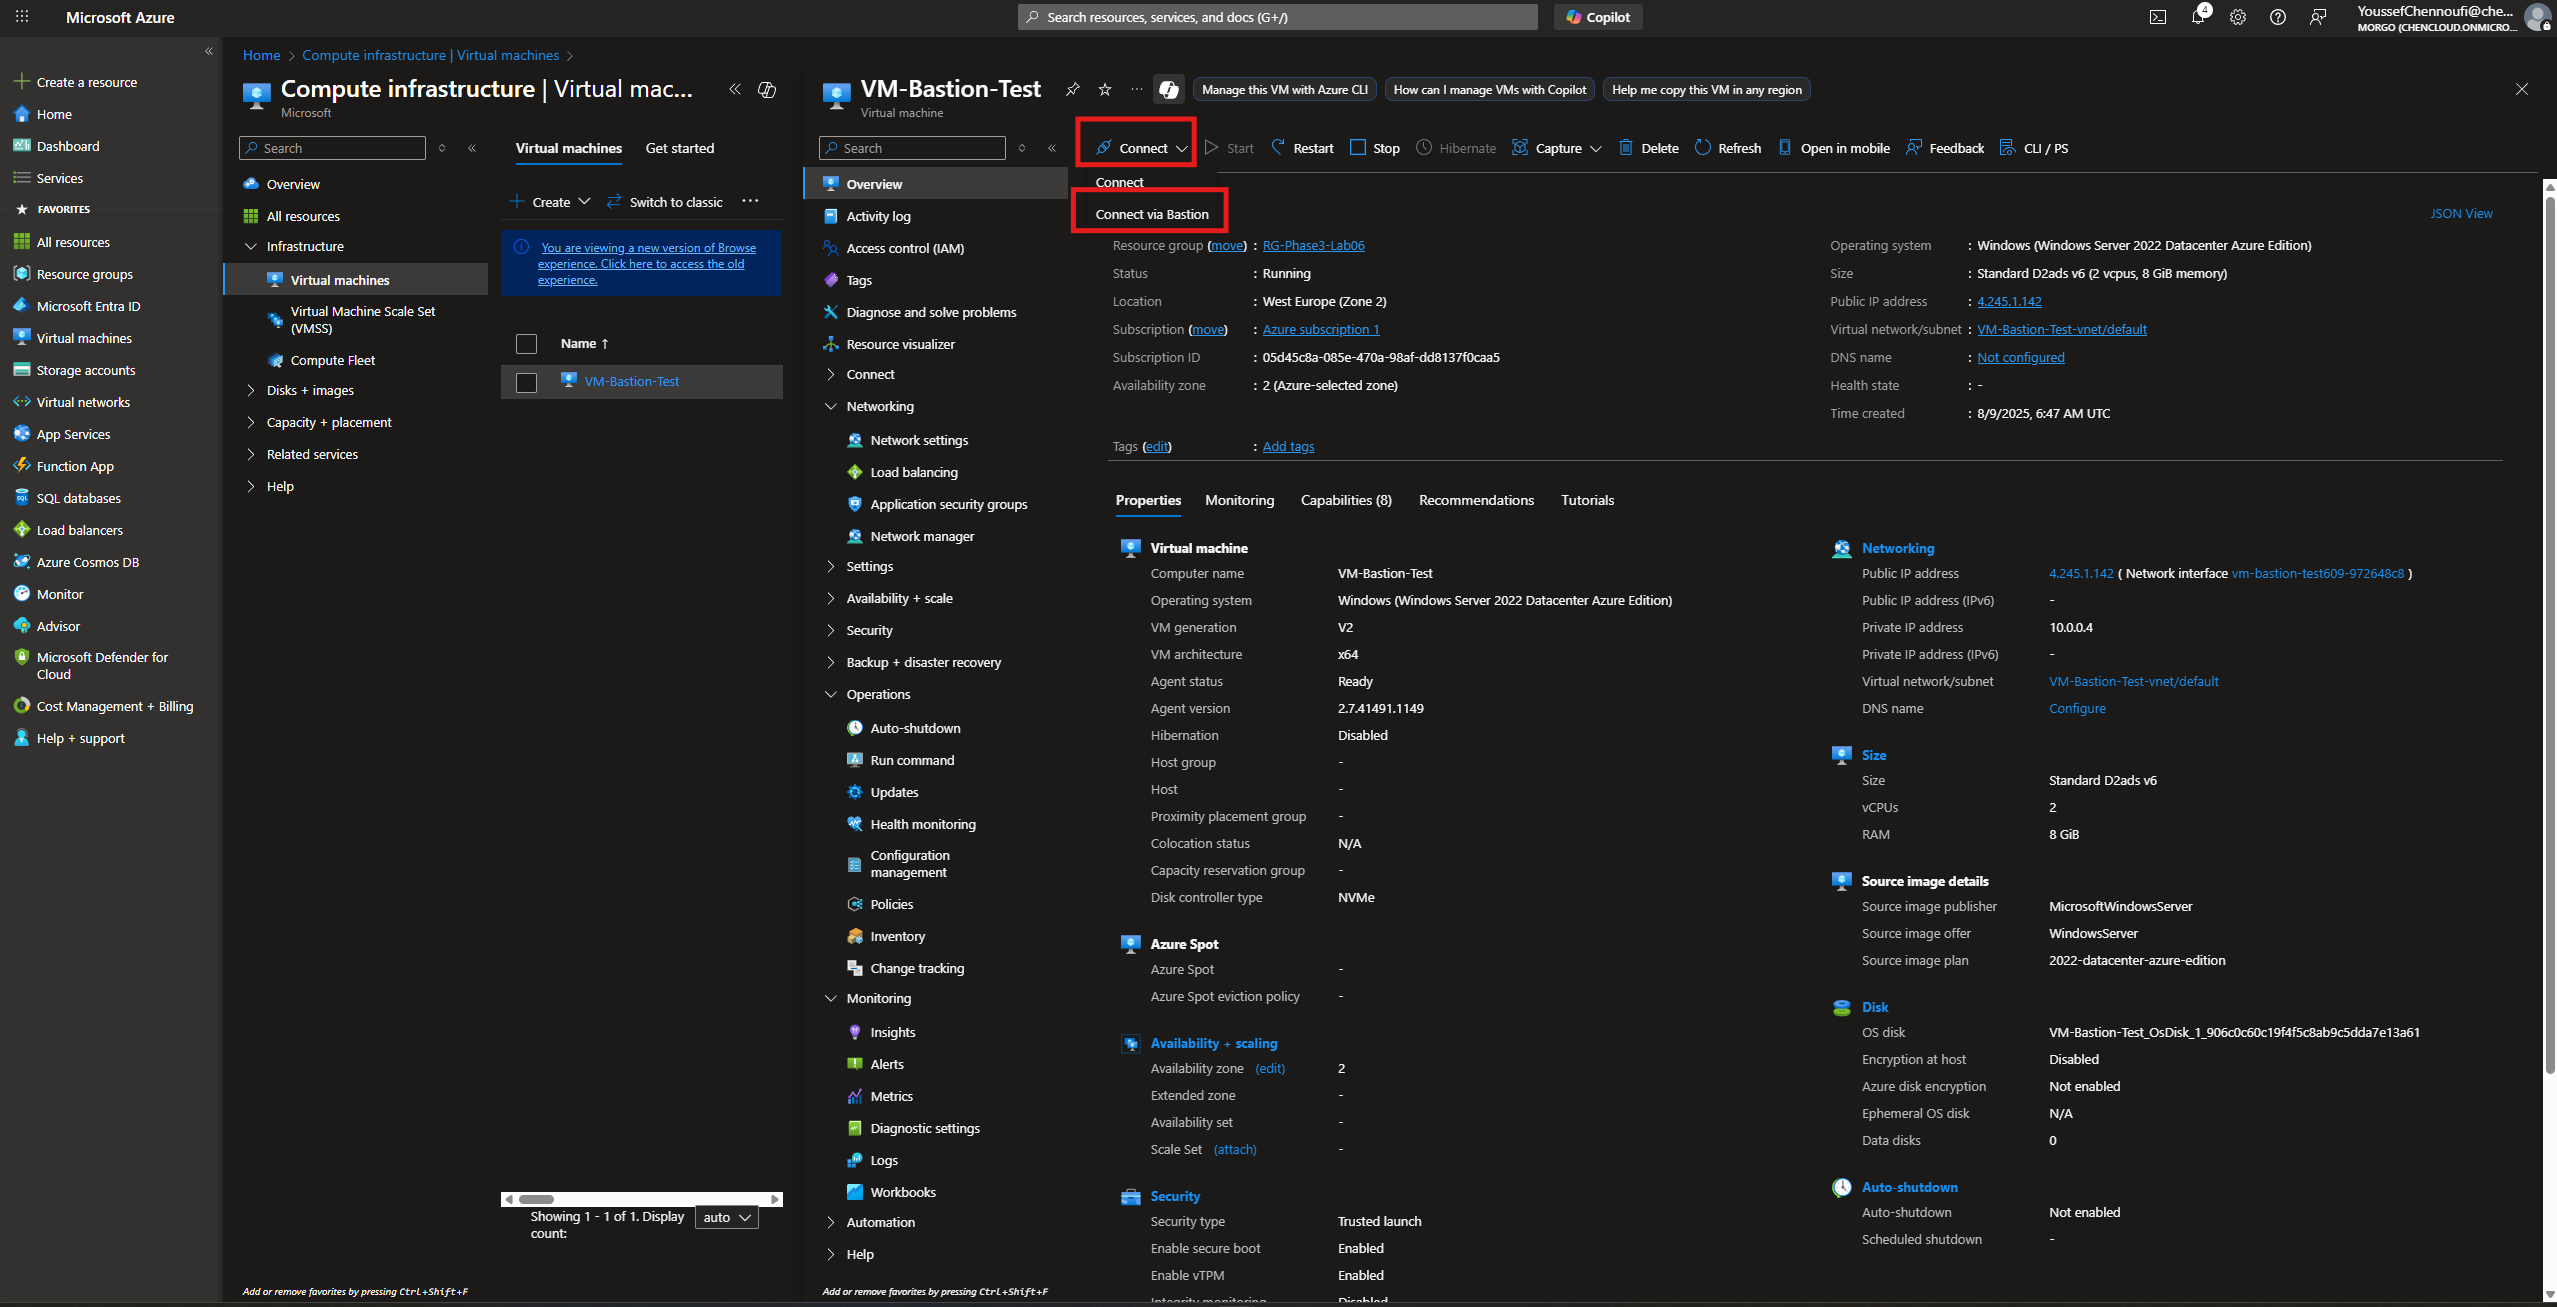 Microsoft Azure
Search resources, services, and docs (G+/)
Copilot
4
YoussefChennoufi@che...
MORGO (CHENCLOUD.ONMICRO...
Create a resource
Home
Dashboard
Services
FAVORITES
All resources
Resource groups
Microsoft Entra ID
Virtual machines
Storage accounts
Virtual networks
App Services
Function App
SQL databases
Load balancers
Azure Cosmos DB
Monitor
Advisor
Microsoft Defender for
Cloud
Cost Management + Billing
Help + support
Home > Compute infrastructure | Virtual machines >
Compute infrastructure | Virtual mac...
Microsoft
Search
Overview
All resources
Infrastructure
Virtual machines
Virtual Machine Scale Set
(VMSS)
Compute Fleet
Disks + images
Capacity + placement
Related services
Help
Add or remove favorites by pressing Ctrl+Shift+F
Virtual machines
Get started
Create
Switch to classic
You are viewing a new version of Browse
experience. Click here to access the old
experience.
Name ↑
VM-Bastion-Test
Showing 1 - 1 of 1. Display
count:
auto
VM-Bastion-Test
Virtual machine
Manage this VM with Azure CLI
How can I manage VMs with Copilot
Help me copy this VM in any region
Search
Overview
Activity log
Access control (IAM)
Tags
Diagnose and solve problems
Resource visualizer
Connect
Networking
Network settings
Load balancing
Application security groups
Network manager
Settings
Availability + scale
Security
Backup + disaster recovery
Operations
Auto-shutdown
Run command
Updates
Health monitoring
Configuration
management
Policies
Inventory
Change tracking
Monitoring
Insights
Alerts
Metrics
Diagnostic settings
Logs
Workbooks
Automation
Help
Add or remove favorites by pressing Ctrl+Shift+F
Connect
Start
Restart
Stop
Hibernate
Capture
Delete
Refresh
Open in mobile
Feedback
CLI / PS
Connect
Connect via Bastion
JSON View
Resource group (move) : RG-Phase3-Lab06
Status : Running
Location : West Europe (Zone 2)
Subscription (move) : Azure subscription 1
Subscription ID : 05d45c8a-085e-470a-98af-dd8137f0caa5
Availability zone : 2 (Azure-selected zone)
Operating system : Windows (Windows Server 2022 Datacenter Azure Edition)
Size : Standard D2ads v6 (2 vcpus, 8 GiB memory)
Public IP address : 4.245.1.142
Virtual network/subnet : VM-Bastion-Test-vnet/default
DNS name : Not configured
Health state : -
Time created : 8/9/2025, 6:47 AM UTC
Tags (edit) : Add tags
Properties
Monitoring
Capabilities (8)
Recommendations
Tutorials
Virtual machine
Computer name VM-Bastion-Test
Operating system Windows (Windows Server 2022 Datacenter Azure Edition)
VM generation V2
VM architecture x64
Agent status Ready
Agent version 2.7.41491.1149
Hibernation Disabled
Host group -
Host -
Proximity placement group -
Colocation status N/A
Capacity reservation group -
Disk controller type NVMe
Azure Spot
Azure Spot -
Azure Spot eviction policy -
Availability + scaling
Availability zone (edit) 2
Extended zone -
Availability set -
Scale Set (attach) -
Security
Security type Trusted launch
Enable secure boot Enabled
Enable vTPM Enabled
Integrity monitoring Disabled
Networking
Public IP address 4.245.1.142 ( Network interface vm-bastion-test609-972648c8 )
Public IP address (IPv6) -
Private IP address 10.0.0.4
Private IP address (IPv6) -
Virtual network/subnet VM-Bastion-Test-vnet/default
DNS name Configure
Size
Size Standard D2ads v6
vCPUs 2
RAM 8 GiB
Source image details
Source image publisher MicrosoftWindowsServer
Source image offer WindowsServer
Source image plan 2022-datacenter-azure-edition
Disk
OS disk VM-Bastion-Test_OsDisk_1_906c0c60c19f4f5c8ab9c5dda7e13a61
Encryption at host Disabled
Azure disk encryption Not enabled
Ephemeral OS disk N/A
Data disks 0
Auto-shutdown
Auto-shutdown Not enabled
Scheduled shutdown -